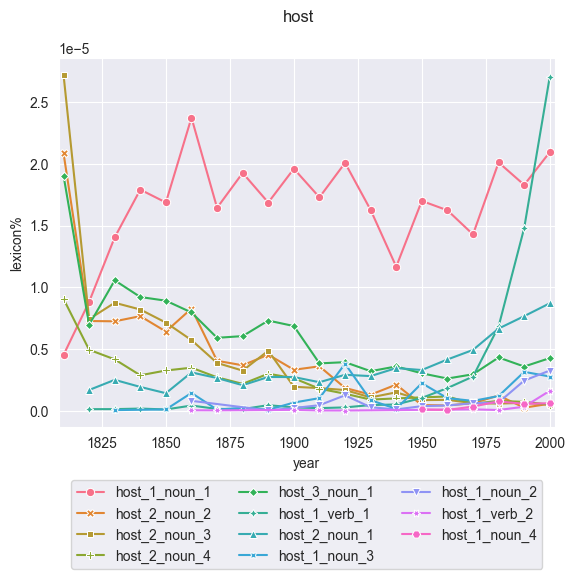 host
1e−5
2.5
2.0
1.5
1.0
0.5
0.0
lexicon%
1825 1850 1875 1900 1925 1950 1975 2000
year
host_1_noun_1 host_3_noun_1 host_1_noun_2
host_2_noun_2 host_1_verb_1 host_1_verb_2
host_2_noun_3 host_2_noun_1 host_1_noun_4
host_2_noun_4 host_1_noun_3